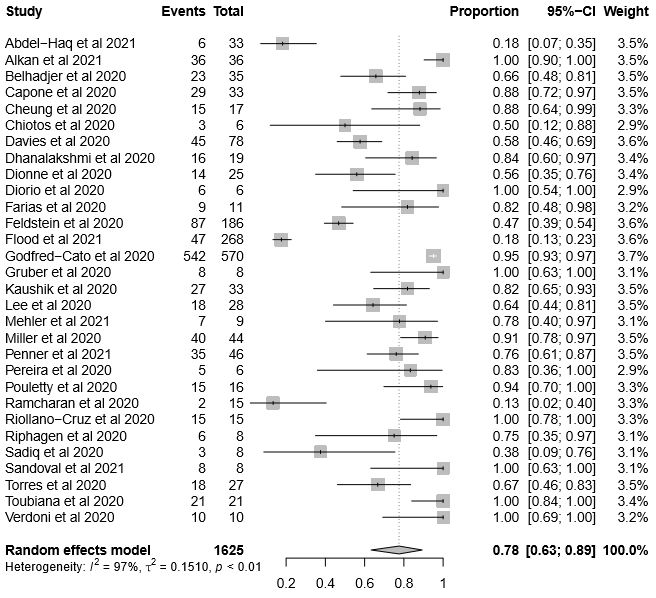 Study Events Total Proportion 95%−CI Weight
Abdel−Haq et al 2021 6 33 0.18 [0.07; 0.35] 3.5%
Alkan et al 2021 36 36 1.00 [0.90; 1.00] 3.5%
Belhadjer et al 2020 23 35 0.66 [0.48; 0.81] 3.5%
Capone et al 2020 29 33 0.88 [0.72; 0.97] 3.5%
Cheung et al 2020 15 17 0.88 [0.64; 0.99] 3.3%
Chiotos et al 2020 3 6 0.50 [0.12; 0.88] 2.9%
Davies et al 2020 45 78 0.58 [0.46; 0.69] 3.6%
Dhanalakshmi et al 2020 16 19 0.84 [0.60; 0.97] 3.4%
Dionne et al 2020 14 25 0.56 [0.35; 0.76] 3.4%
Diorio et al 2020 6 6 1.00 [0.54; 1.00] 2.9%
Farias et al 2020 9 11 0.82 [0.48; 0.98] 3.2%
Feldstein et al 2020 87 186 0.47 [0.39; 0.54] 3.6%
Flood et al 2021 47 268 0.18 [0.13; 0.23] 3.6%
Godfred−Cato et al 2020 542 570 0.95 [0.93; 0.97] 3.7%
Gruber et al 2020 8 8 1.00 [0.63; 1.00] 3.1%
Kaushik et al 2020 27 33 0.82 [0.65; 0.93] 3.5%
Lee et al 2020 18 28 0.64 [0.44; 0.81] 3.5%
Mehler et al 2021 7 9 0.78 [0.40; 0.97] 3.1%
Miller et al 2020 40 44 0.91 [0.78; 0.97] 3.5%
Penner et al 2021 35 46 0.76 [0.61; 0.87] 3.5%
Pereira et al 2020 5 6 0.83 [0.36; 1.00] 2.9%
Pouletty et al 2020 15 16 0.94 [0.70; 1.00] 3.3%
Ramcharan et al 2020 2 15 0.13 [0.02; 0.40] 3.3%
Riollano−Cruz et al 2020 15 15 1.00 [0.78; 1.00] 3.3%
Riphagen et al 2020 6 8 0.75 [0.35; 0.97] 3.1%
Sadiq et al 2020 3 8 0.38 [0.09; 0.76] 3.1%
Sandoval et al 2021 8 8 1.00 [0.63; 1.00] 3.1%
Torres et al 2020 18 27 0.67 [0.46; 0.83] 3.4%
Toubiana et al 2020 21 21 1.00 [0.84; 1.00] 3.4%
Verdoni et al 2020 10 10 1.00 [0.69; 1.00] 3.2%
Random effects model 1625 0.78 [0.63; 0.89] 100.0%
Heterogeneity: I² = 97%, τ² = 0.1510, p < 0.01
0.2 0.4 0.6 0.8 1